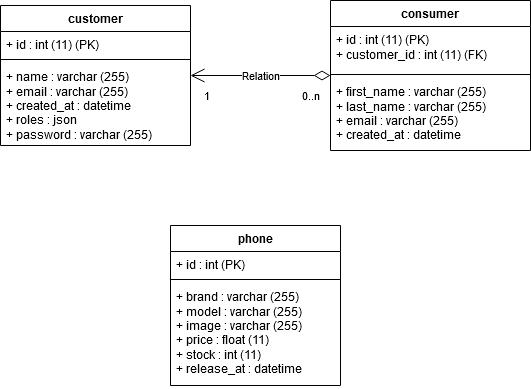 customer
+ id : int (11) (PK)
+ name : varchar (255)
+ email : varchar (255)
+ created_at : datetime
+ roles : json
+ password : varchar (255)
Relation
1
0..n
consumer
+ id : int (11) (PK)
+ customer_id : int (11) (FK)
+ first_name : varchar (255)
+ last_name : varchar (255)
+ email : varchar (255)
+ created_at : datetime
phone
+ id : int (PK)
+ brand : varchar (255)
+ model : varchar (255)
+ image : varchar (255)
+ price : float (11)
+ stock : int (11)
+ release_at : datetime